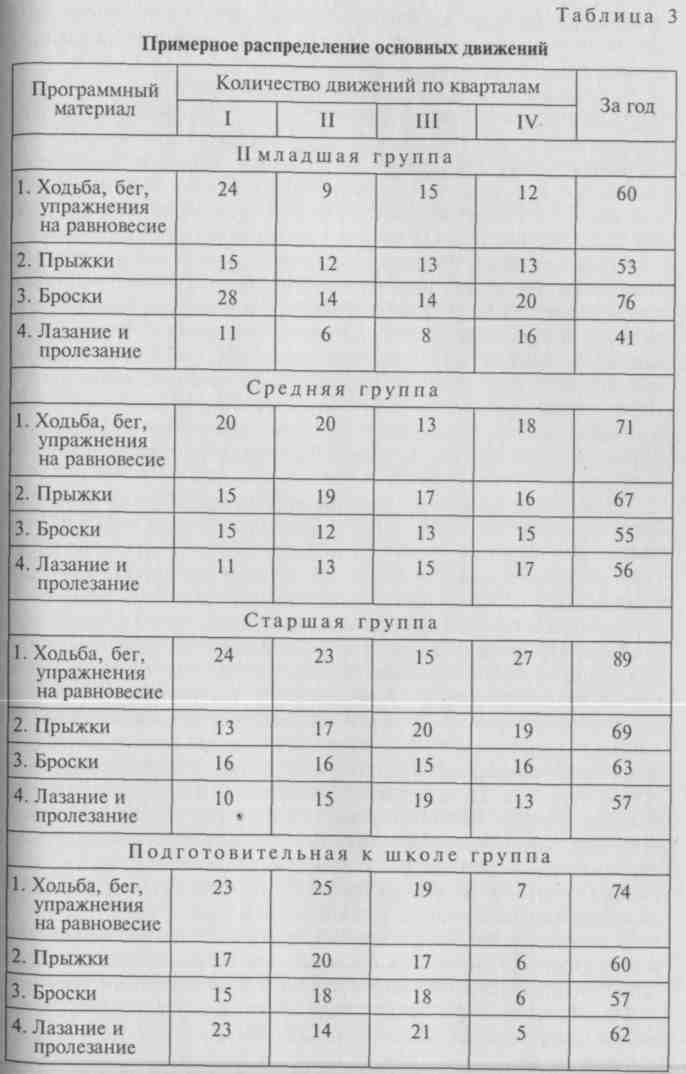 Таблица 3
Примерное распределение основных движений
Программный материал
Количество движений по кварталам
За год
I II III IV
II младшая группа
1. Ходьба, бег, 24 9 15 12 60
упражнения
на равновесие
2. Прыжки 15 12 13 13 53
3. Броски 28 14 14 20 76
4. Лазание и 11 6 8 16 41
пролезание
Средняя группа
1. Ходьба, бег, 20 20 13 18 71
упражнения
на равновесие
2. Прыжки 15 19 17 16 67
3. Броски 15 12 13 15 55
4. Лазание и 11 13 15 17 56
пролезание
Старшая группа
1. Ходьба, бег, 24 23 15 27 89
упражнения
на равновесие
2. Прыжки 13 17 20 19 69
3. Броски 16 16 15 16 63
4. Лазание и 10 15 19 13 57
пролезание
Подготовительная к школе группа
1. Ходьба, бег, 23 25 19 7 74
упражнения
на равновесие
2. Прыжки 17 20 17 6 60
3. Броски 15 18 18 6 57
4. Лазание и 23 14 21 5 62
пролезание